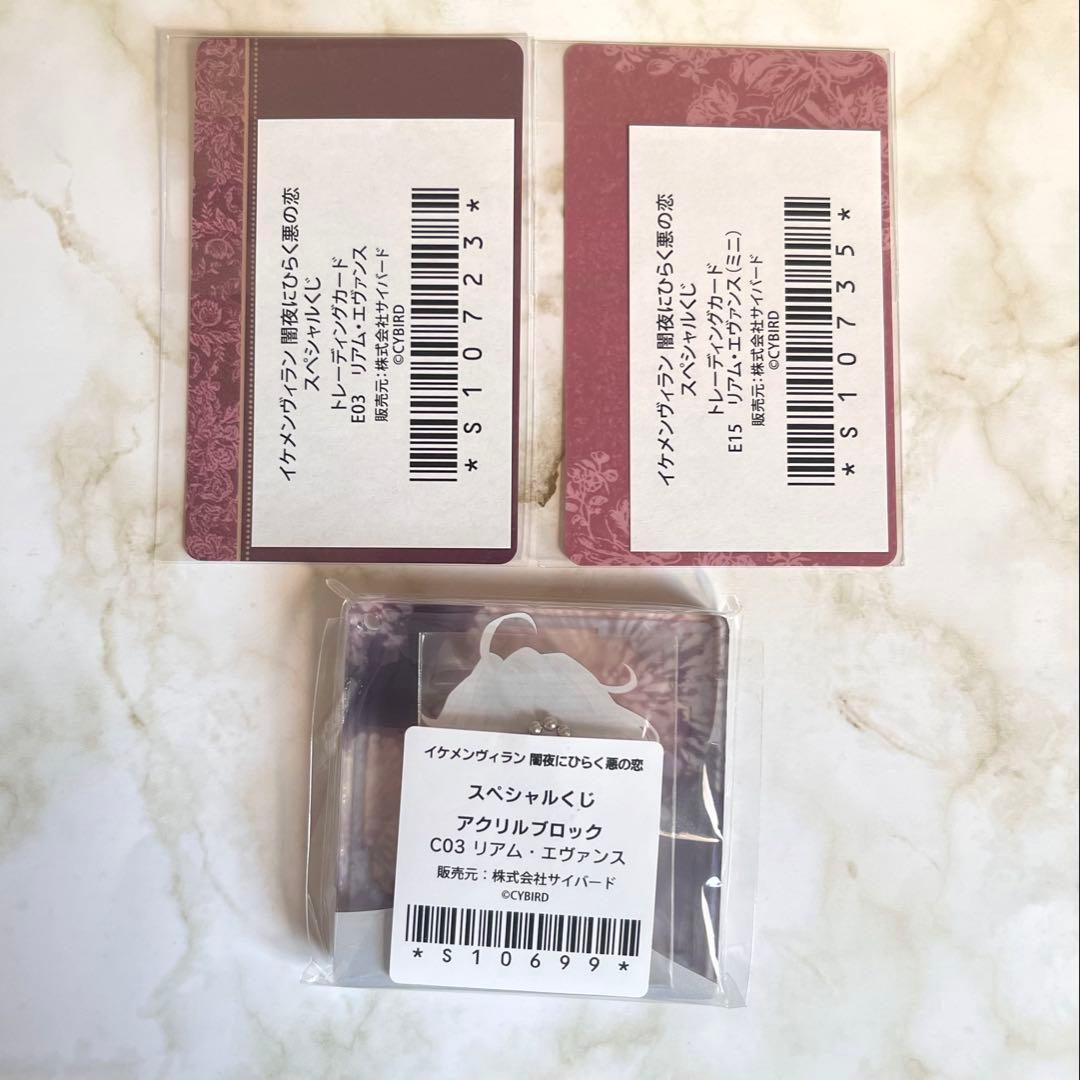 イケメンヴィラン 闇夜にひらく悪の恋
スペシャルくじ
トレーディングカード
E03 リアム・エヴァンス
販売元:株式会社サイバード
©CYBIRD
*S10723*
イケメンヴィラン 闇夜にひらく悪の恋
スペシャルくじ
トレーディングカード
E15 リアム・エヴァンス(ミニ)
販売元:株式会社サイバード
©CYBIRD
*S10735*
イケメンヴィラン 闇夜にひらく悪の恋
スペシャルくじ
アクリルブロック
C03 リアム・エヴァンス
販売元:株式会社サイバード
©CYBIRD
*S10699*